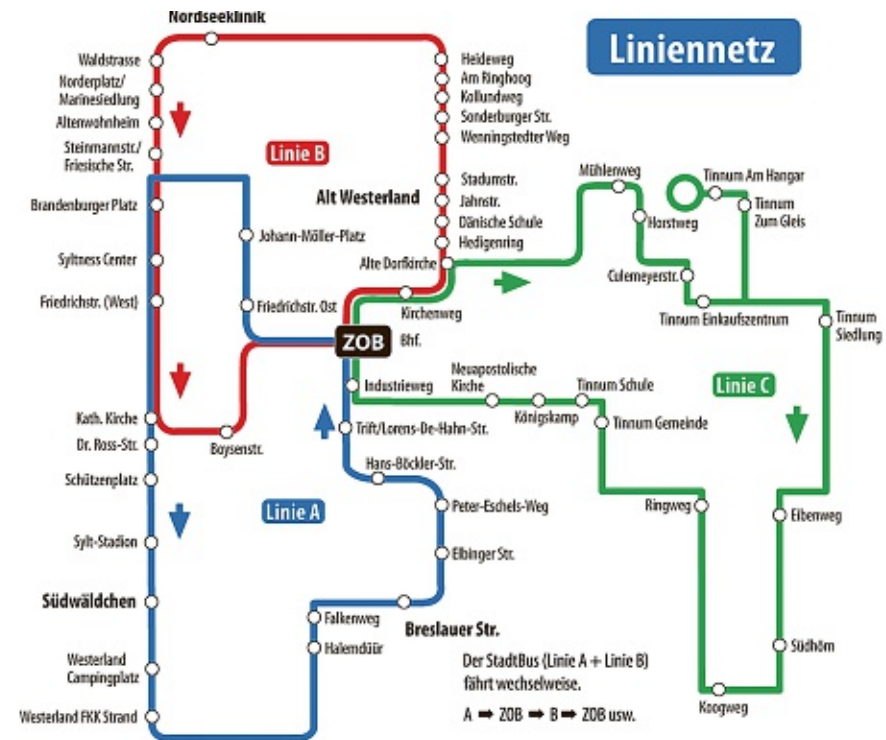 Nordseeklinik
Liniennetz
Waldstrasse
Norderplatz/
Marinesiedlung
Altenwohnheim
Steinmannstr./
Friesische Str.
Brandenburger Platz
Syltness Center
Friedrichstr. (West)
Kath. Kirche
Dr. Ross-Str.
Schützenplatz
Sylt-Stadion
Südwäldchen
Westerland
Campingplatz
Westerland FKK Strand
Linie B
Alt Westerland
Johann-Möller-Platz
Friedrichstr. Ost
Boysenstr.
Linie A
Heideweg
Am Ringhoog
Kollundweg
Sonderburger Str.
Wenningstedter Weg
Stadumstr.
Jahnstr.
Dänische Schule
Hedigenring
Alte Dorfkirche
Kirchenweg
ZOB
Bhf.
Industrieweg
Trift/Lorens-De-Hahn-Str.
Hans-Böckler-Str.
Peter-Eschels-Weg
Elbinger Str.
Breslauer Str.
Falkenweg
Halemdüür
Mühlenweg
Horstweg
Culemeyerstr.
Tinnum Einkaufszentrum
Tinnum Am Hangar
Tinnum
Zum Gleis
Tinnum
Siedlung
Linie C
Neuapostolische
Kirche
Königskamp
Tinnum Schule
Tinnum Gemeinde
Ringweg
Eibenweg
Südhörn
Koogweg
Der StadtBus (Linie A + Linie B)
fährt wechselweise.
A ➡ ZOB ➡ B ➡ ZOB usw.